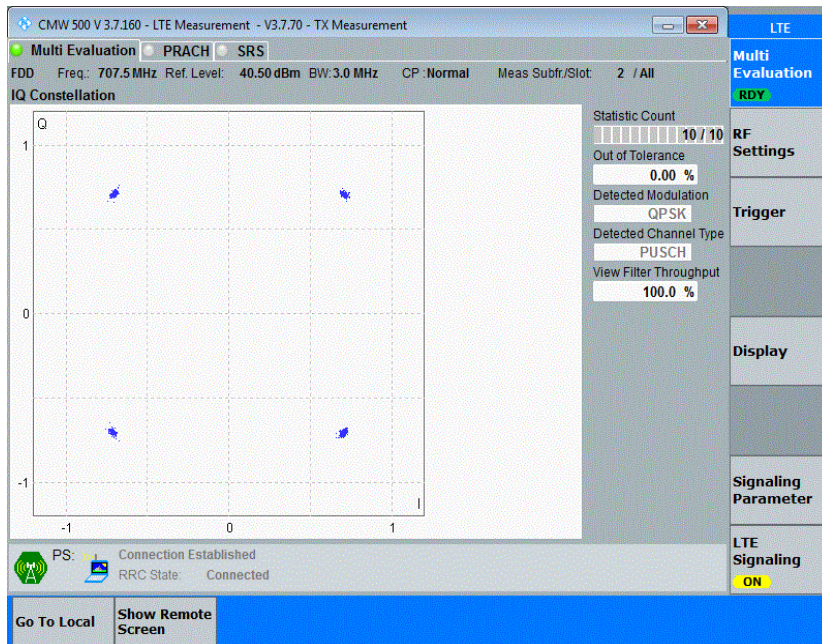 CMW 500 V 3.7.160 - LTE Measurement - V3.7.70 - TX Measurement
LTE
Multi Evaluation PRACH SRS
FDD Freq.: 707.5 MHz Ref. Level: 40.50 dBm BW: 3.0 MHz CP : Normal Meas Subfr/Slot: 2 / All
IQ Constellation
Q
1
0
-1
I
-1 0 1
Statistic Count
10 / 10
Out of Tolerance
0.00 %
Detected Modulation
QPSK
Detected Channel Type
PUSCH
View Filter Throughput
100.0 %
Multi
Evaluation
RDY
RF
Settings
Trigger
Display
Signaling
Parameter
LTE
Signaling
ON
PS: Connection Established
RRC State: Connected
Go To Local
Show Remote
Screen